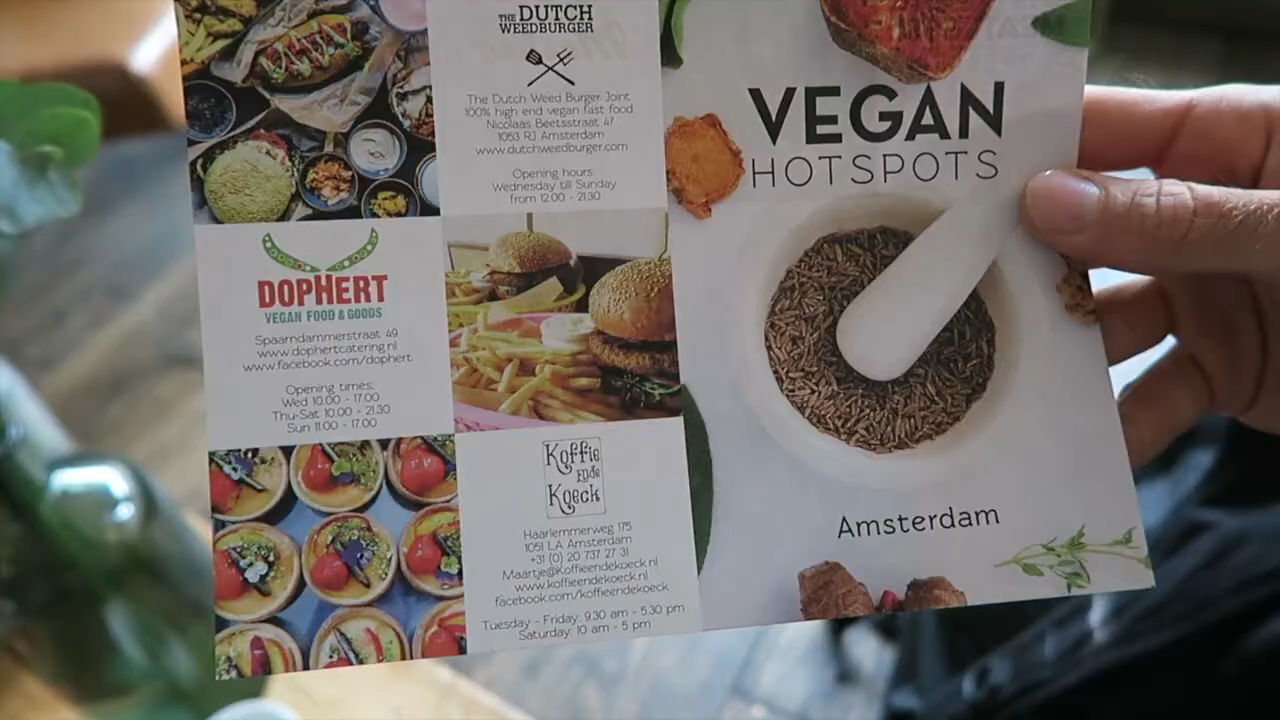 THE DUTCH
WEEDBURGER
The Dutch Weed Burger Joint
100% high end vegan fast food
Nicolaas Beetsstraat 47
1053 RJ Amsterdam
www.dutchweedburger.com
Opening hours:
Wednesday till Sunday
from 12.00 - 21.30
DOPHERT
VEGAN FOOD & GOODS
Spaarndammerstraat 49
www.dophertcatering.nl
www.facebook.com/dophert
Opening times:
Wed 10.00 - 17.00
Thu-Sat 10.00 - 21.30
Sun 11.00 - 17.00
Koffie
ende
Koeck
Haarlemmerweg 175
1051 LA Amsterdam
+31 (0) 20 737 27 31
Maartje@koffieendekoeck.nl
www.koffieendekoeck.nl
facebook.com/koffieendekoeck
Tuesday - Friday: 9.30 am - 5.30 pm
Saturday: 10 am - 5 pm
VEGAN
HOTSPOTS
Amsterdam